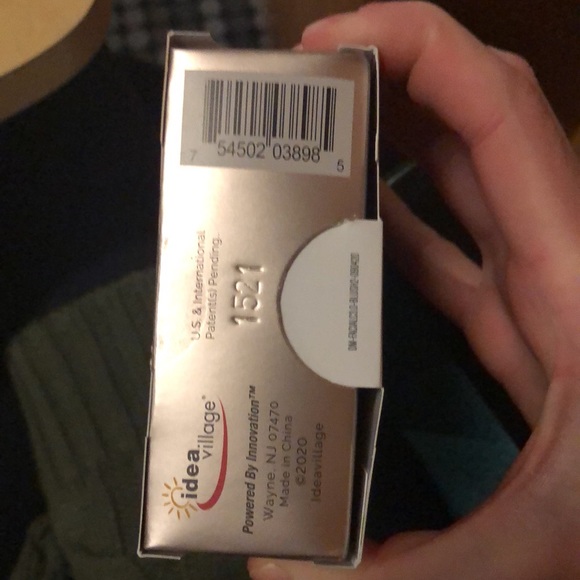 7 54502 03898 5
U.S. & International
Patent(s) Pending.
1521
idea
village®
Powered By Innovation™
Wayne, NJ 07470
Made in China
©2020
Ideavillage